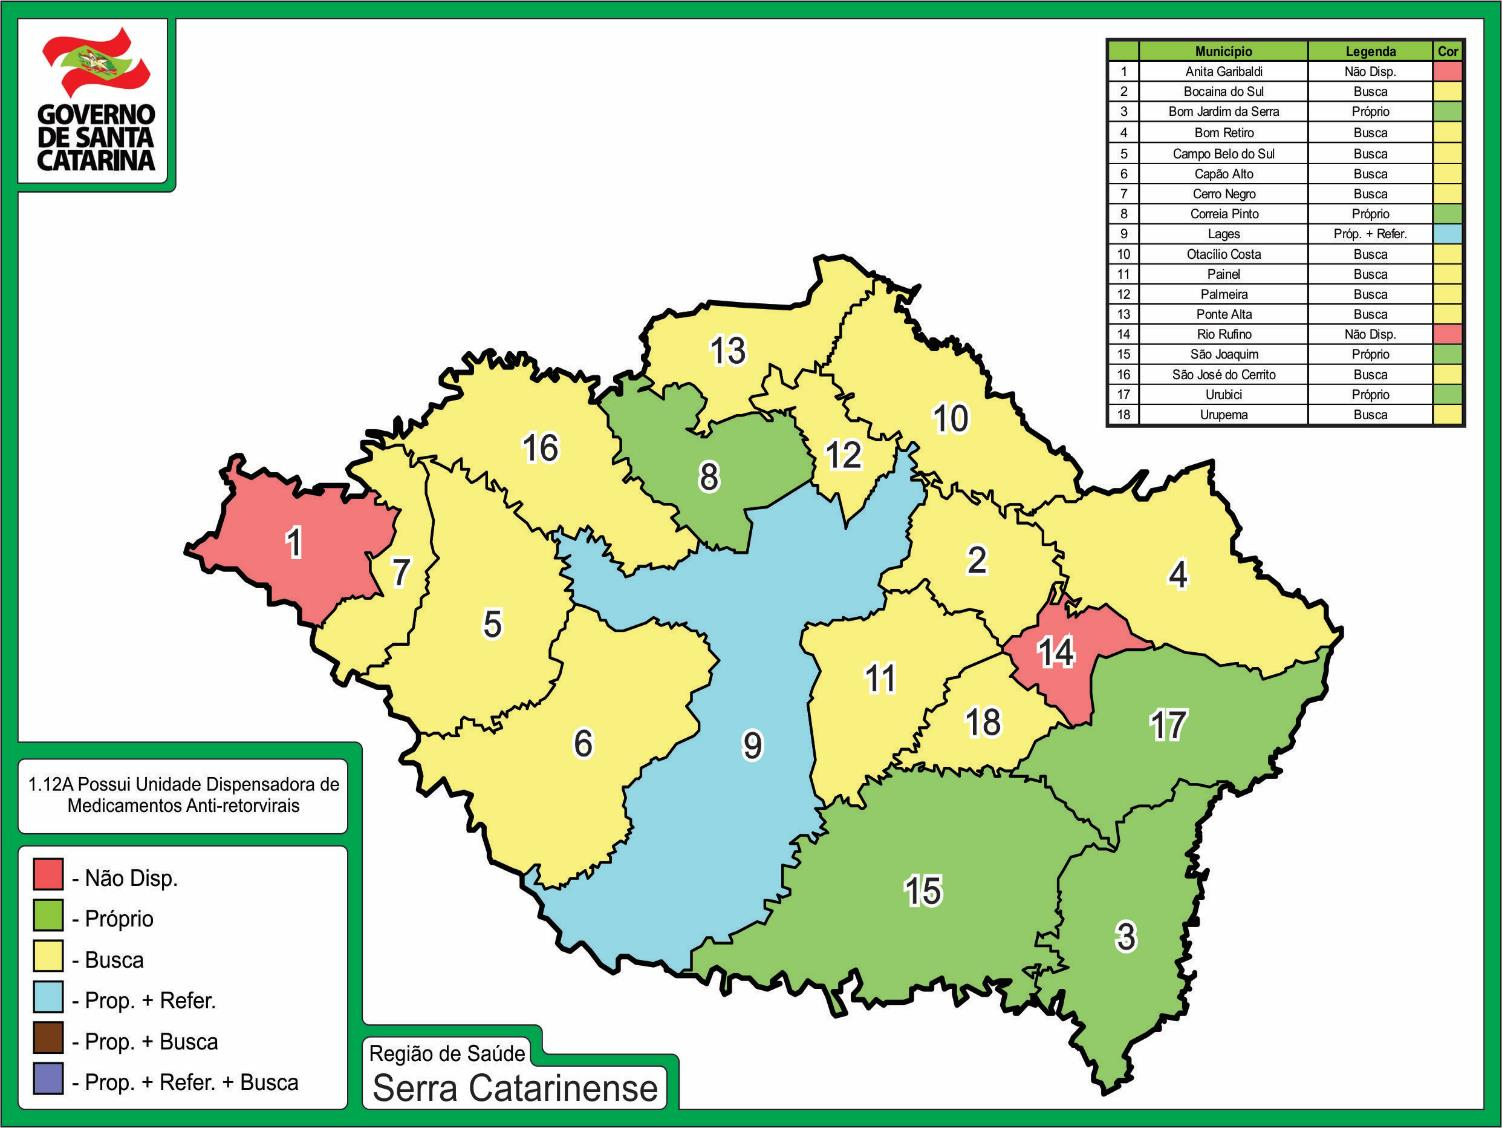 GOVERNO
DE SANTA
CATARINA
Município Legenda Cor
1 Anita Garibaldi Não Disp.
2 Bocaina do Sul Busca
3 Bom Jardim da Serra Próprio
4 Bom Retiro Busca
5 Campo Belo do Sul Busca
6 Capão Alto Busca
7 Cerro Negro Busca
8 Correia Pinto Próprio
9 Lages Próp. + Refer.
10 Otacílio Costa Busca
11 Painel Busca
12 Palmeira Busca
13 Ponte Alta Busca
14 Rio Rufino Não Disp.
15 São Joaquim Próprio
16 São José do Cerrito Busca
17 Urubici Próprio
18 Urupema Busca
13
10
16
12
8
1
7
2
4
5
14
11
18
17
6
9
15
3
1.12A Possui Unidade Dispensadora de
Medicamentos Anti-retorvirais
- Não Disp.
- Próprio
- Busca
- Prop. + Refer.
- Prop. + Busca
- Prop. + Refer. + Busca
Região de Saúde
Serra Catarinense